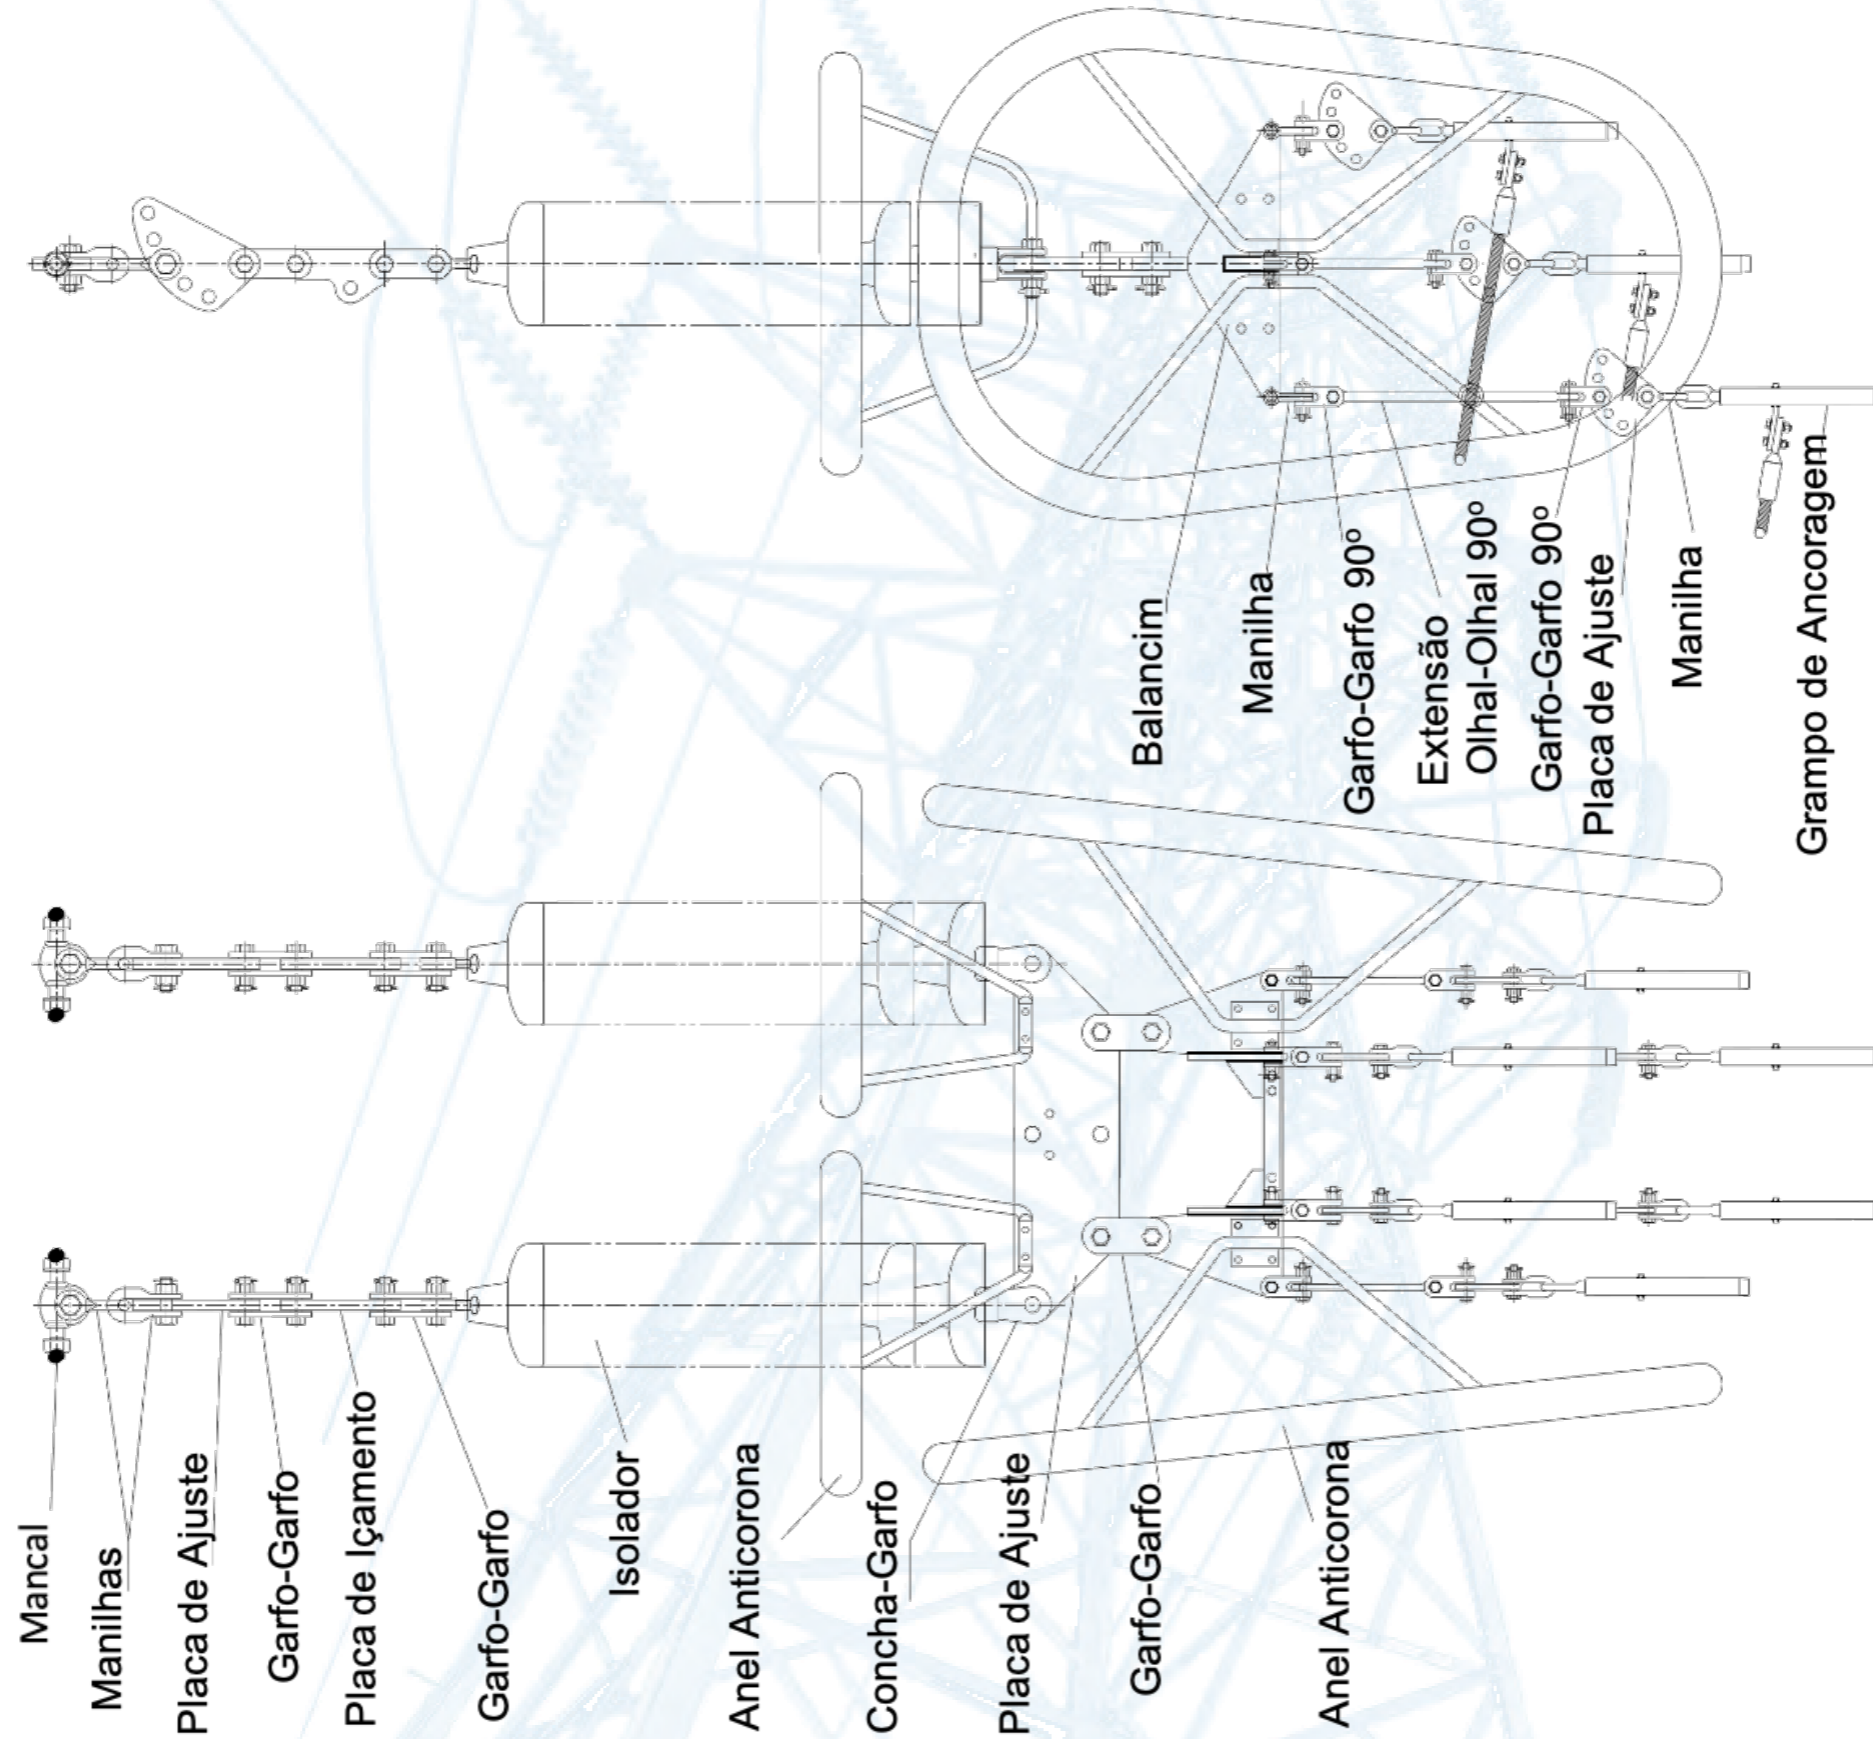 Mancal
Manilhas
Placa de Ajuste
Garfo-Garfo
Placa de Içamento
Garfo-Garfo
Isolador
Anel Anticorona
Concha-Garfo
Placa de Ajuste
Garfo-Garfo
Anel Anticorona
Balancim
Manilha
Garfo-Garfo 90º
Extensão
Olhal-Olhal 90º
Garfo-Garfo 90º
Placa de Ajuste
Manilha
Grampo de Ancoragem